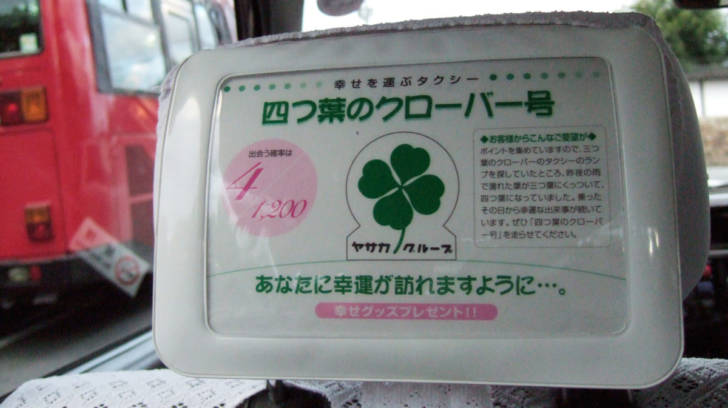 幸せを運ぶタクシー
四つ葉のクローバー号
出会う確率は
4/1,200
◆お客様からこんなご要望が◆
ポイントを集めていますので、三つ
葉のクローバーのタクシーのラン
プを探していたところ、昨夜の雨
で濡れた葉が三つ葉にくっついて、
四つ葉になっていました。乗った
その日から幸運な出来事が続いて
います。ぜひ「四つ葉のクローバ
ー号」を走らせてください。
ヤサカグループ
あなたに幸運が訪れますように…。
幸せグッズプレゼント!!